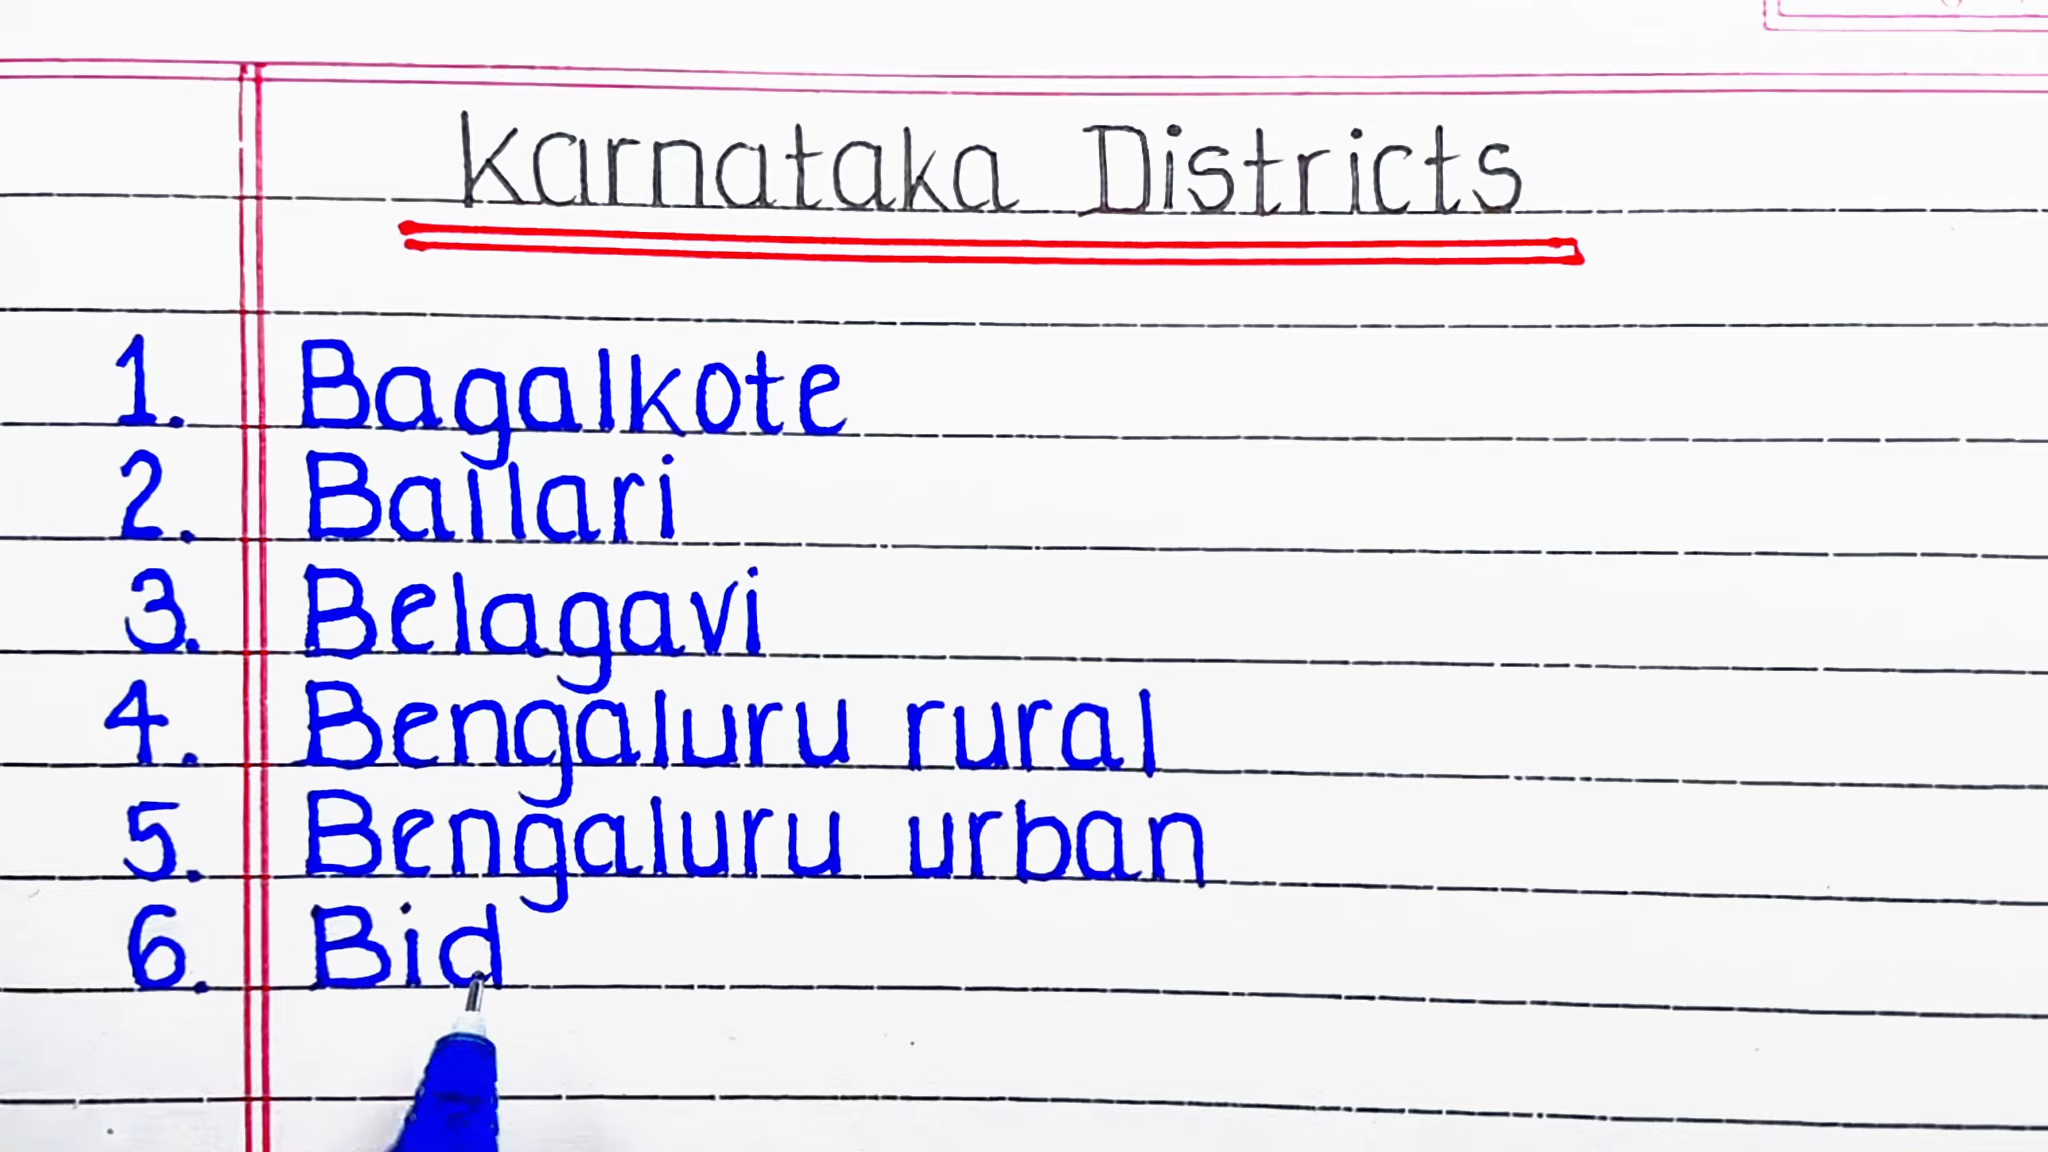 Karnataka Districts
1. Bagalkote
2. Ballari
3. Belagavi
4. Bengaluru rural
5. Bengaluru urban
6. Bid